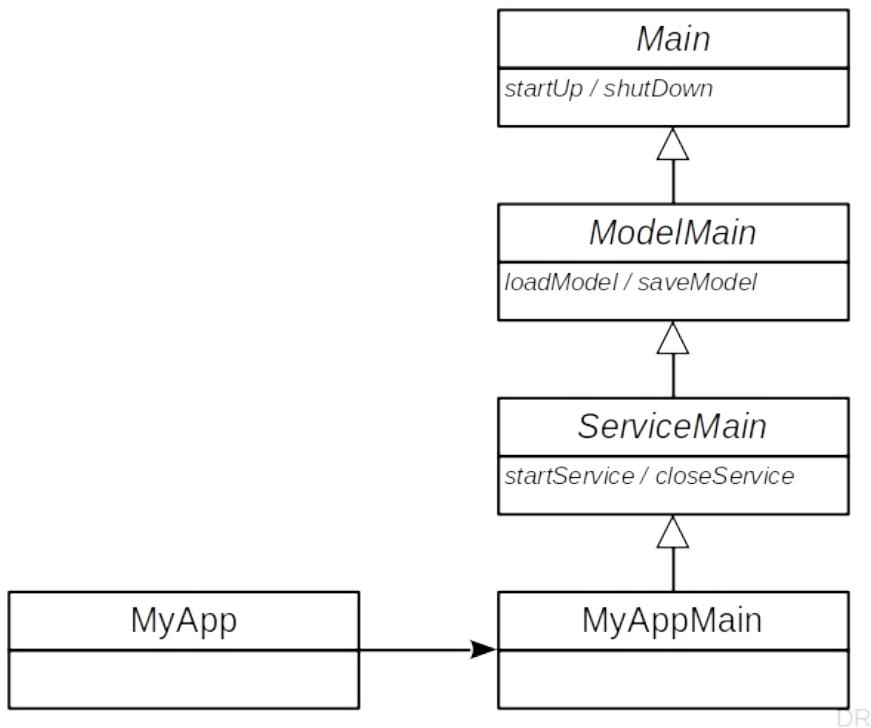 Main
startUp / shutDown
ModelMain
loadModel / saveModel
ServiceMain
startService / closeService
MyApp
MyAppMain
DR